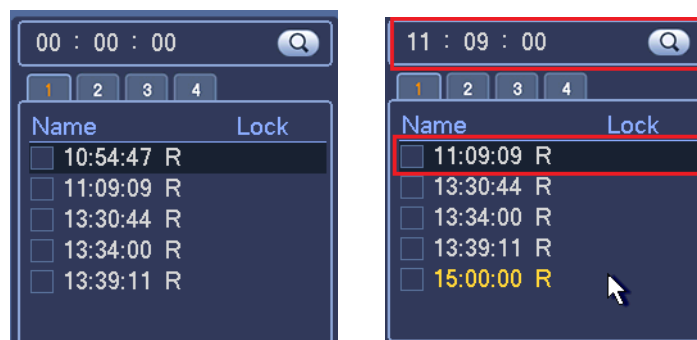 00 : 00 : 00
1 2 3 4
Name Lock
10:54:47 R
11:09:09 R
13:30:44 R
13:34:00 R
13:39:11 R
11 : 09 : 00
1 2 3 4
Name Lock
11:09:09 R
13:30:44 R
13:34:00 R
13:39:11 R
15:00:00 R